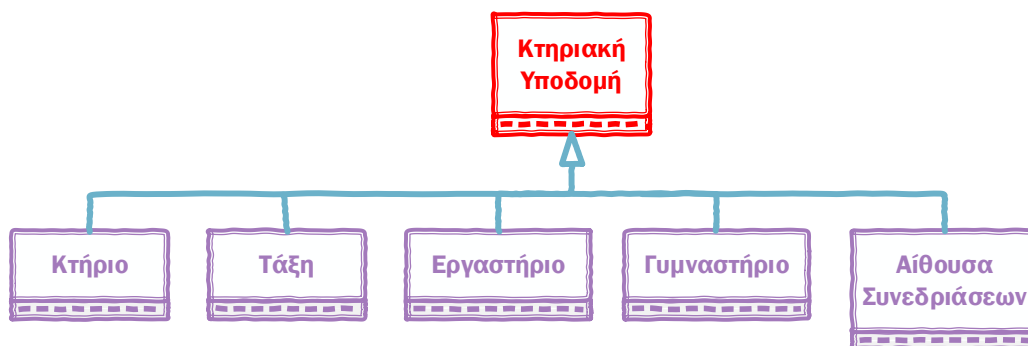 Κτηριακή
Υποδομή
Κτήριο
Τάξη
Εργαστήριο
Γυμναστήριο
Αίθουσα
Συνεδριάσεων